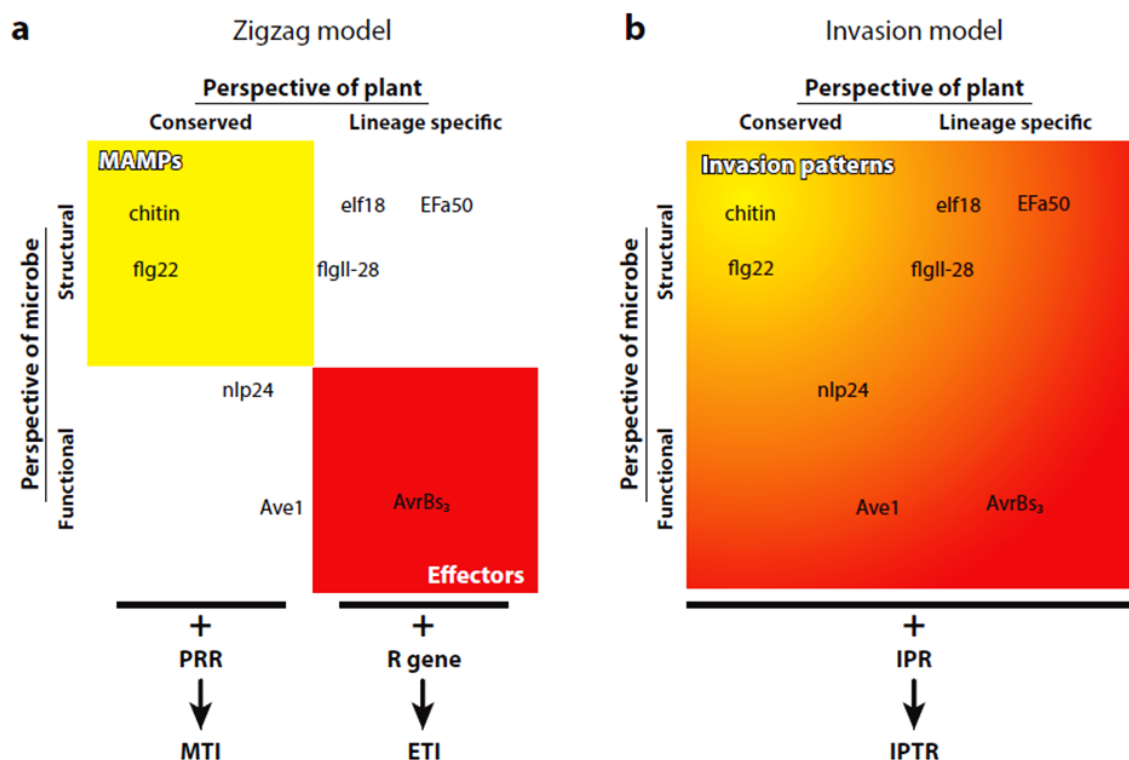 a
Zigzag model
Perspective of plant
Conserved
Lineage specific
MAMPs
chitin
elf18
EFa50
flg22
flgII-28
nlp24
Ave1
AvrBs₃
Effectors
Perspective of microbe
Structural
Functional
+
+
PRR
R gene
MTI
ETI
b
Invasion model
Perspective of plant
Conserved
Lineage specific
Invasion patterns
chitin
elf18
EFa50
flg22
flgII-28
nlp24
Ave1
AvrBs₃
Perspective of microbe
Structural
Functional
+
IPR
IPTR